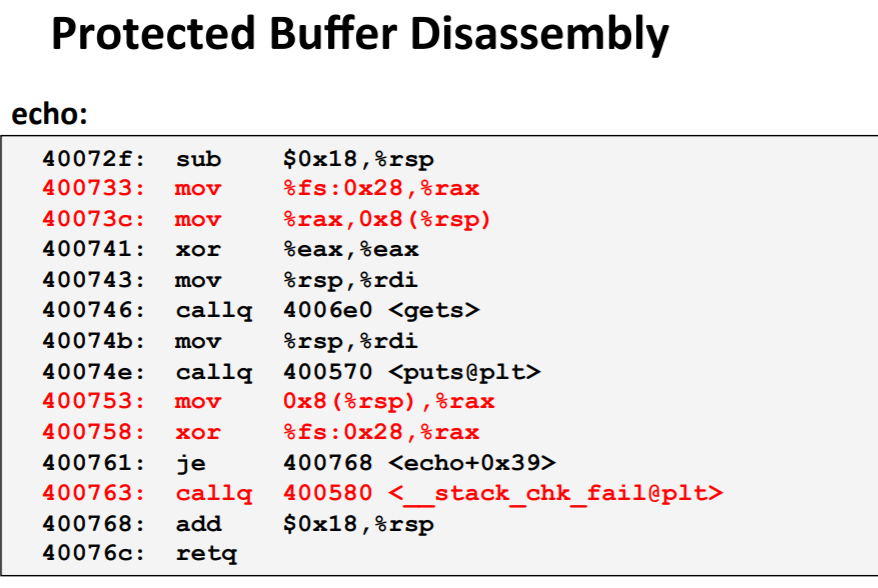 Protected Buffer Disassembly
echo:
40072f: sub $0x18,%rsp
400733: mov %fs:0x28,%rax
40073c: mov %rax,0x8(%rsp)
400741: xor %eax,%eax
400743: mov %rsp,%rdi
400746: callq 4006e0 <gets>
40074b: mov %rsp,%rdi
40074e: callq 400570 <puts@plt>
400753: mov 0x8(%rsp),%rax
400758: xor %fs:0x28,%rax
400761: je 400768 <echo+0x39>
400763: callq 400580 <__stack_chk_fail@plt>
400768: add $0x18,%rsp
40076c: retq